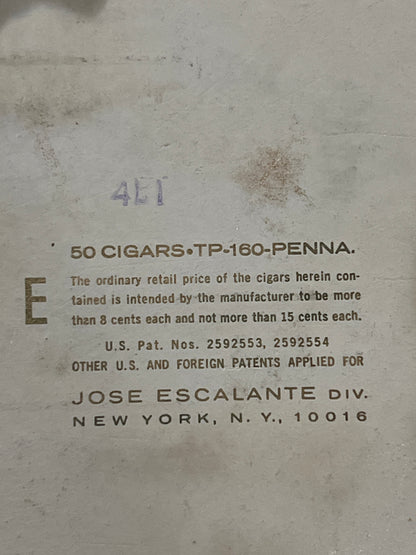 4L1
50 CIGARS•TP-160-PENNA.
E
The ordinary retail price of the cigars herein con-
tained is intended by the manufacturer to be more
than 8 cents each and not more than 15 cents each.
U.S. Pat. Nos. 2592553, 2592554
OTHER U.S. AND FOREIGN PATENTS APPLIED FOR
JOSE ESCALANTE DIV.
NEW YORK, N. Y., 10016